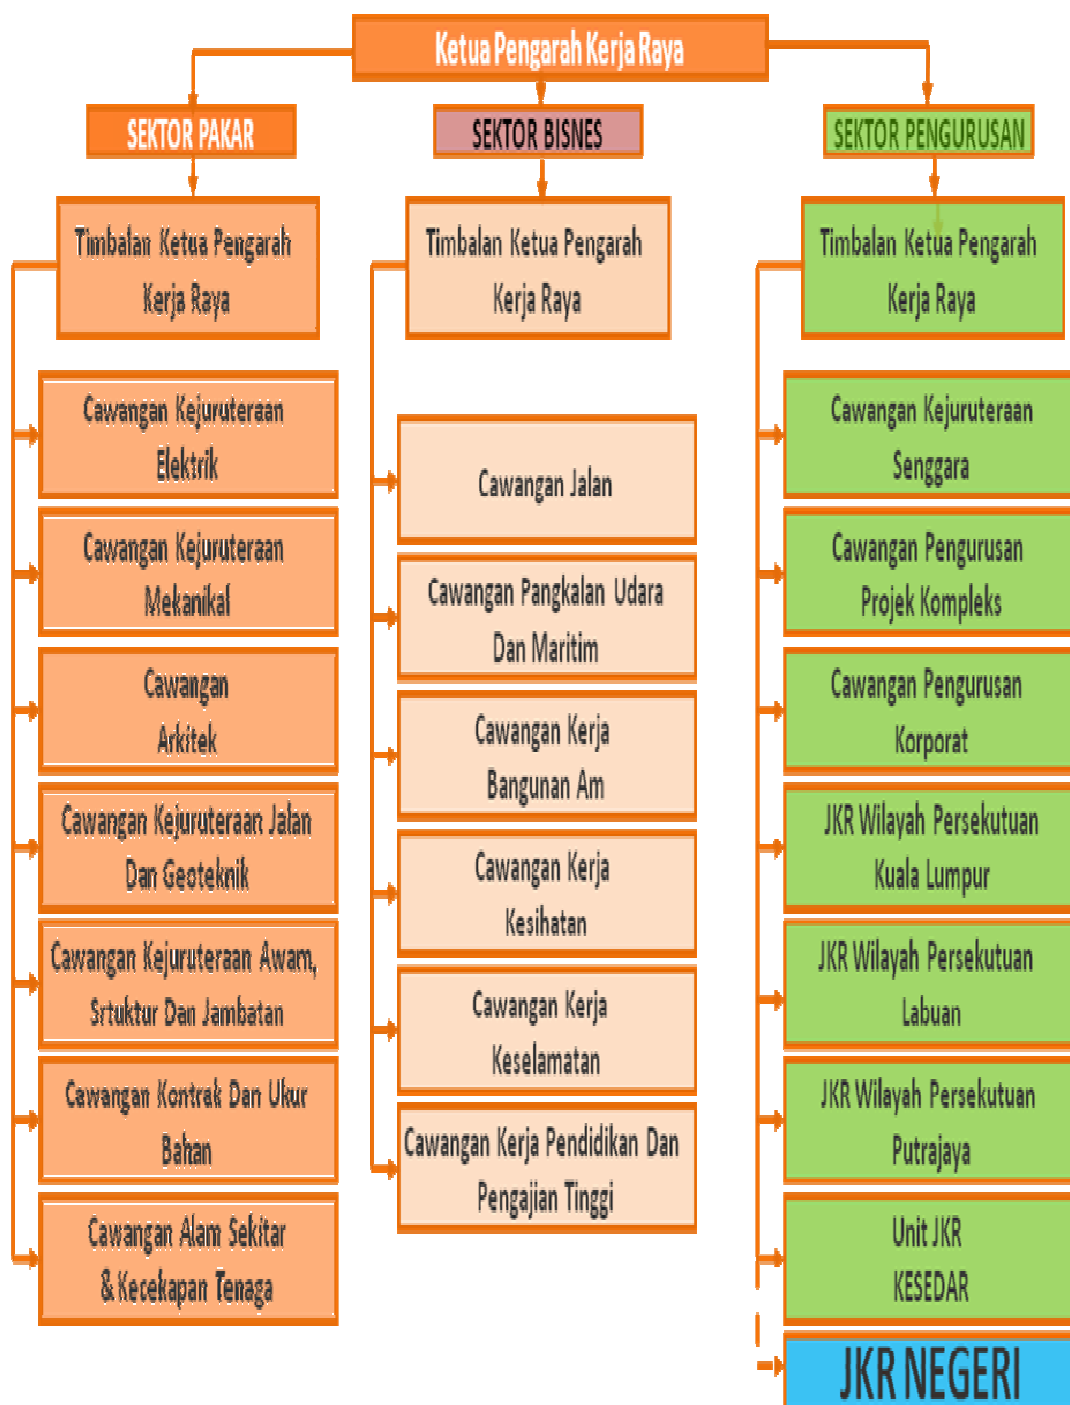 Ketua Pengarah Kerja Raya
SEKTOR PAKAR
Timbalan Ketua Pengarah
Kerja Raya
Cawangan Kejuruteraan
Elektrik
Cawangan Kejuruteraan
Mekanikal
Cawangan
Arkitek
Cawangan Kejuruteraan Jalan
Dan Geoteknik
Cawangan Kejuruteraan Awam,
Srtuktur Dan Jambatan
Cawangan Kontrak Dan Ukur
Bahan
Cawangan Alam Sekitar
& Kecekapan Tenaga
SEKTOR BISNES
Timbalan Ketua Pengarah
Kerja Raya
Cawangan Jalan
Cawangan Pangkalan Udara
Dan Maritim
Cawangan Kerja
Bangunan Am
Cawangan Kerja
Kesihatan
Cawangan Kerja
Keselamatan
Cawangan Kerja Pendidikan Dan
Pengajian Tinggi
SEKTOR PENGURUSAN
Timbalan Ketua Pengarah
Kerja Raya
Cawangan Kejuruteraan
Senggara
Cawangan Pengurusan
Projek Kompleks
Cawangan Pengurusan
Korporat
JKR Wilayah Persekutuan
Kuala Lumpur
JKR Wilayah Persekutuan
Labuan
JKR Wilayah Persekutuan
Putrajaya
Unit JKR
KESEDAR
JKR NEGERI